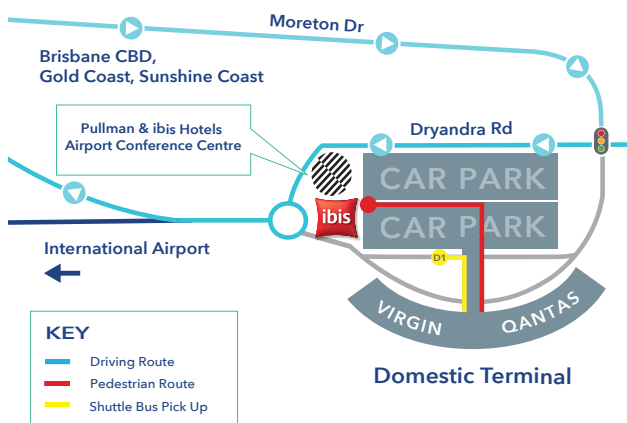 Moreton Dr
Brisbane CBD,
Gold Coast, Sunshine Coast
Pullman & ibis Hotels
Airport Conference Centre
Dryandra Rd
CAR PARK
ibis
CAR PARK
International Airport
D1
VIRGIN
QANTAS
Domestic Terminal
KEY
Driving Route
Pedestrian Route
Shuttle Bus Pick Up